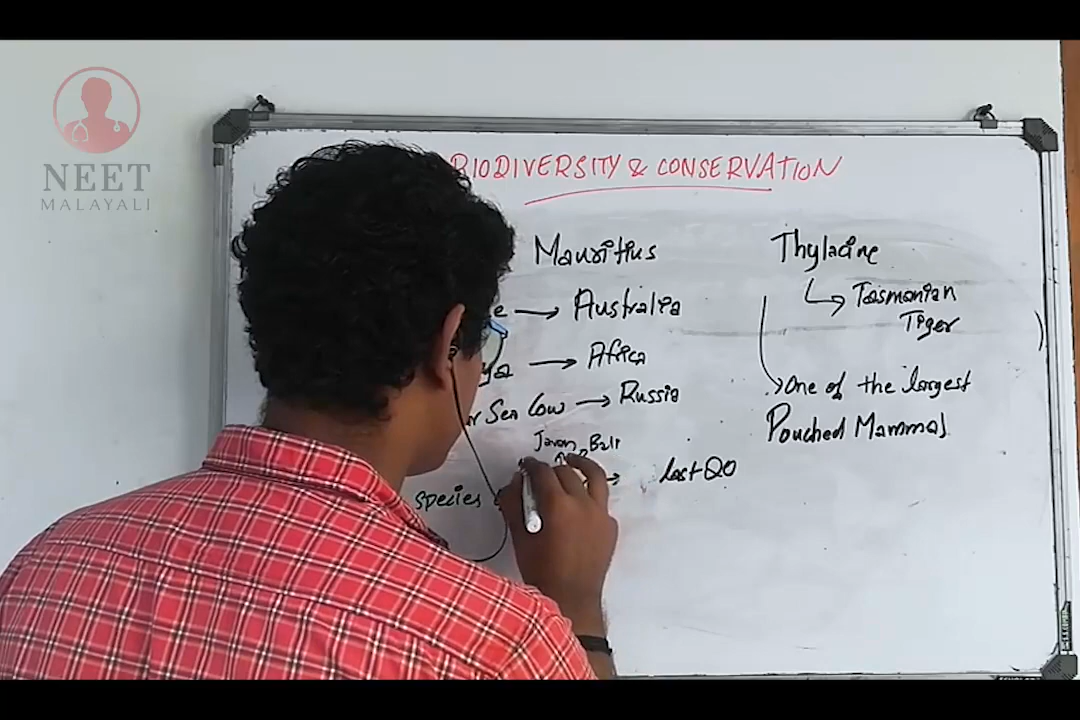 NEET
MALAYALI
BIODIVERSITY & CONSERVATION
Mauritius
e → Australia
ya → Africa
Sea Cow → Russia
Javan Bali
species
last 20
Thylacine
Tasmanian
Tiger
One of the largest
Pouched Mammal